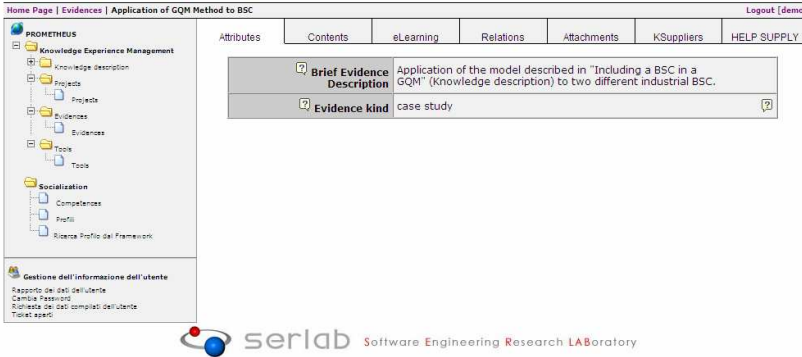 Home Page | Evidences | Application of GQM Method to BSC
Logout [demo
PROMETHEUS
Knowledge Experience Management
Knowledge description
Projects
Projects
Evidences
Evidences
Tools
Tools
Socialization
Competences
Profili
Ricerca Profilo dal Framework
Gestione dell'informazione dell'utente
Rapporto dei dati dell'utente
Cambia Password
Richiesta dei dati compilati dell'utente
Ticket aperti
Attributes
Contents
eLearning
Relations
Attachments
KSuppliers
HELP SUPPLY
Brief Evidence
Description
Application of the model described in "Including a BSC in a
GQM" (Knowledge description) to two different industrial BSC.
Evidence kind
case study
serlab Software Engineering Research LABoratory